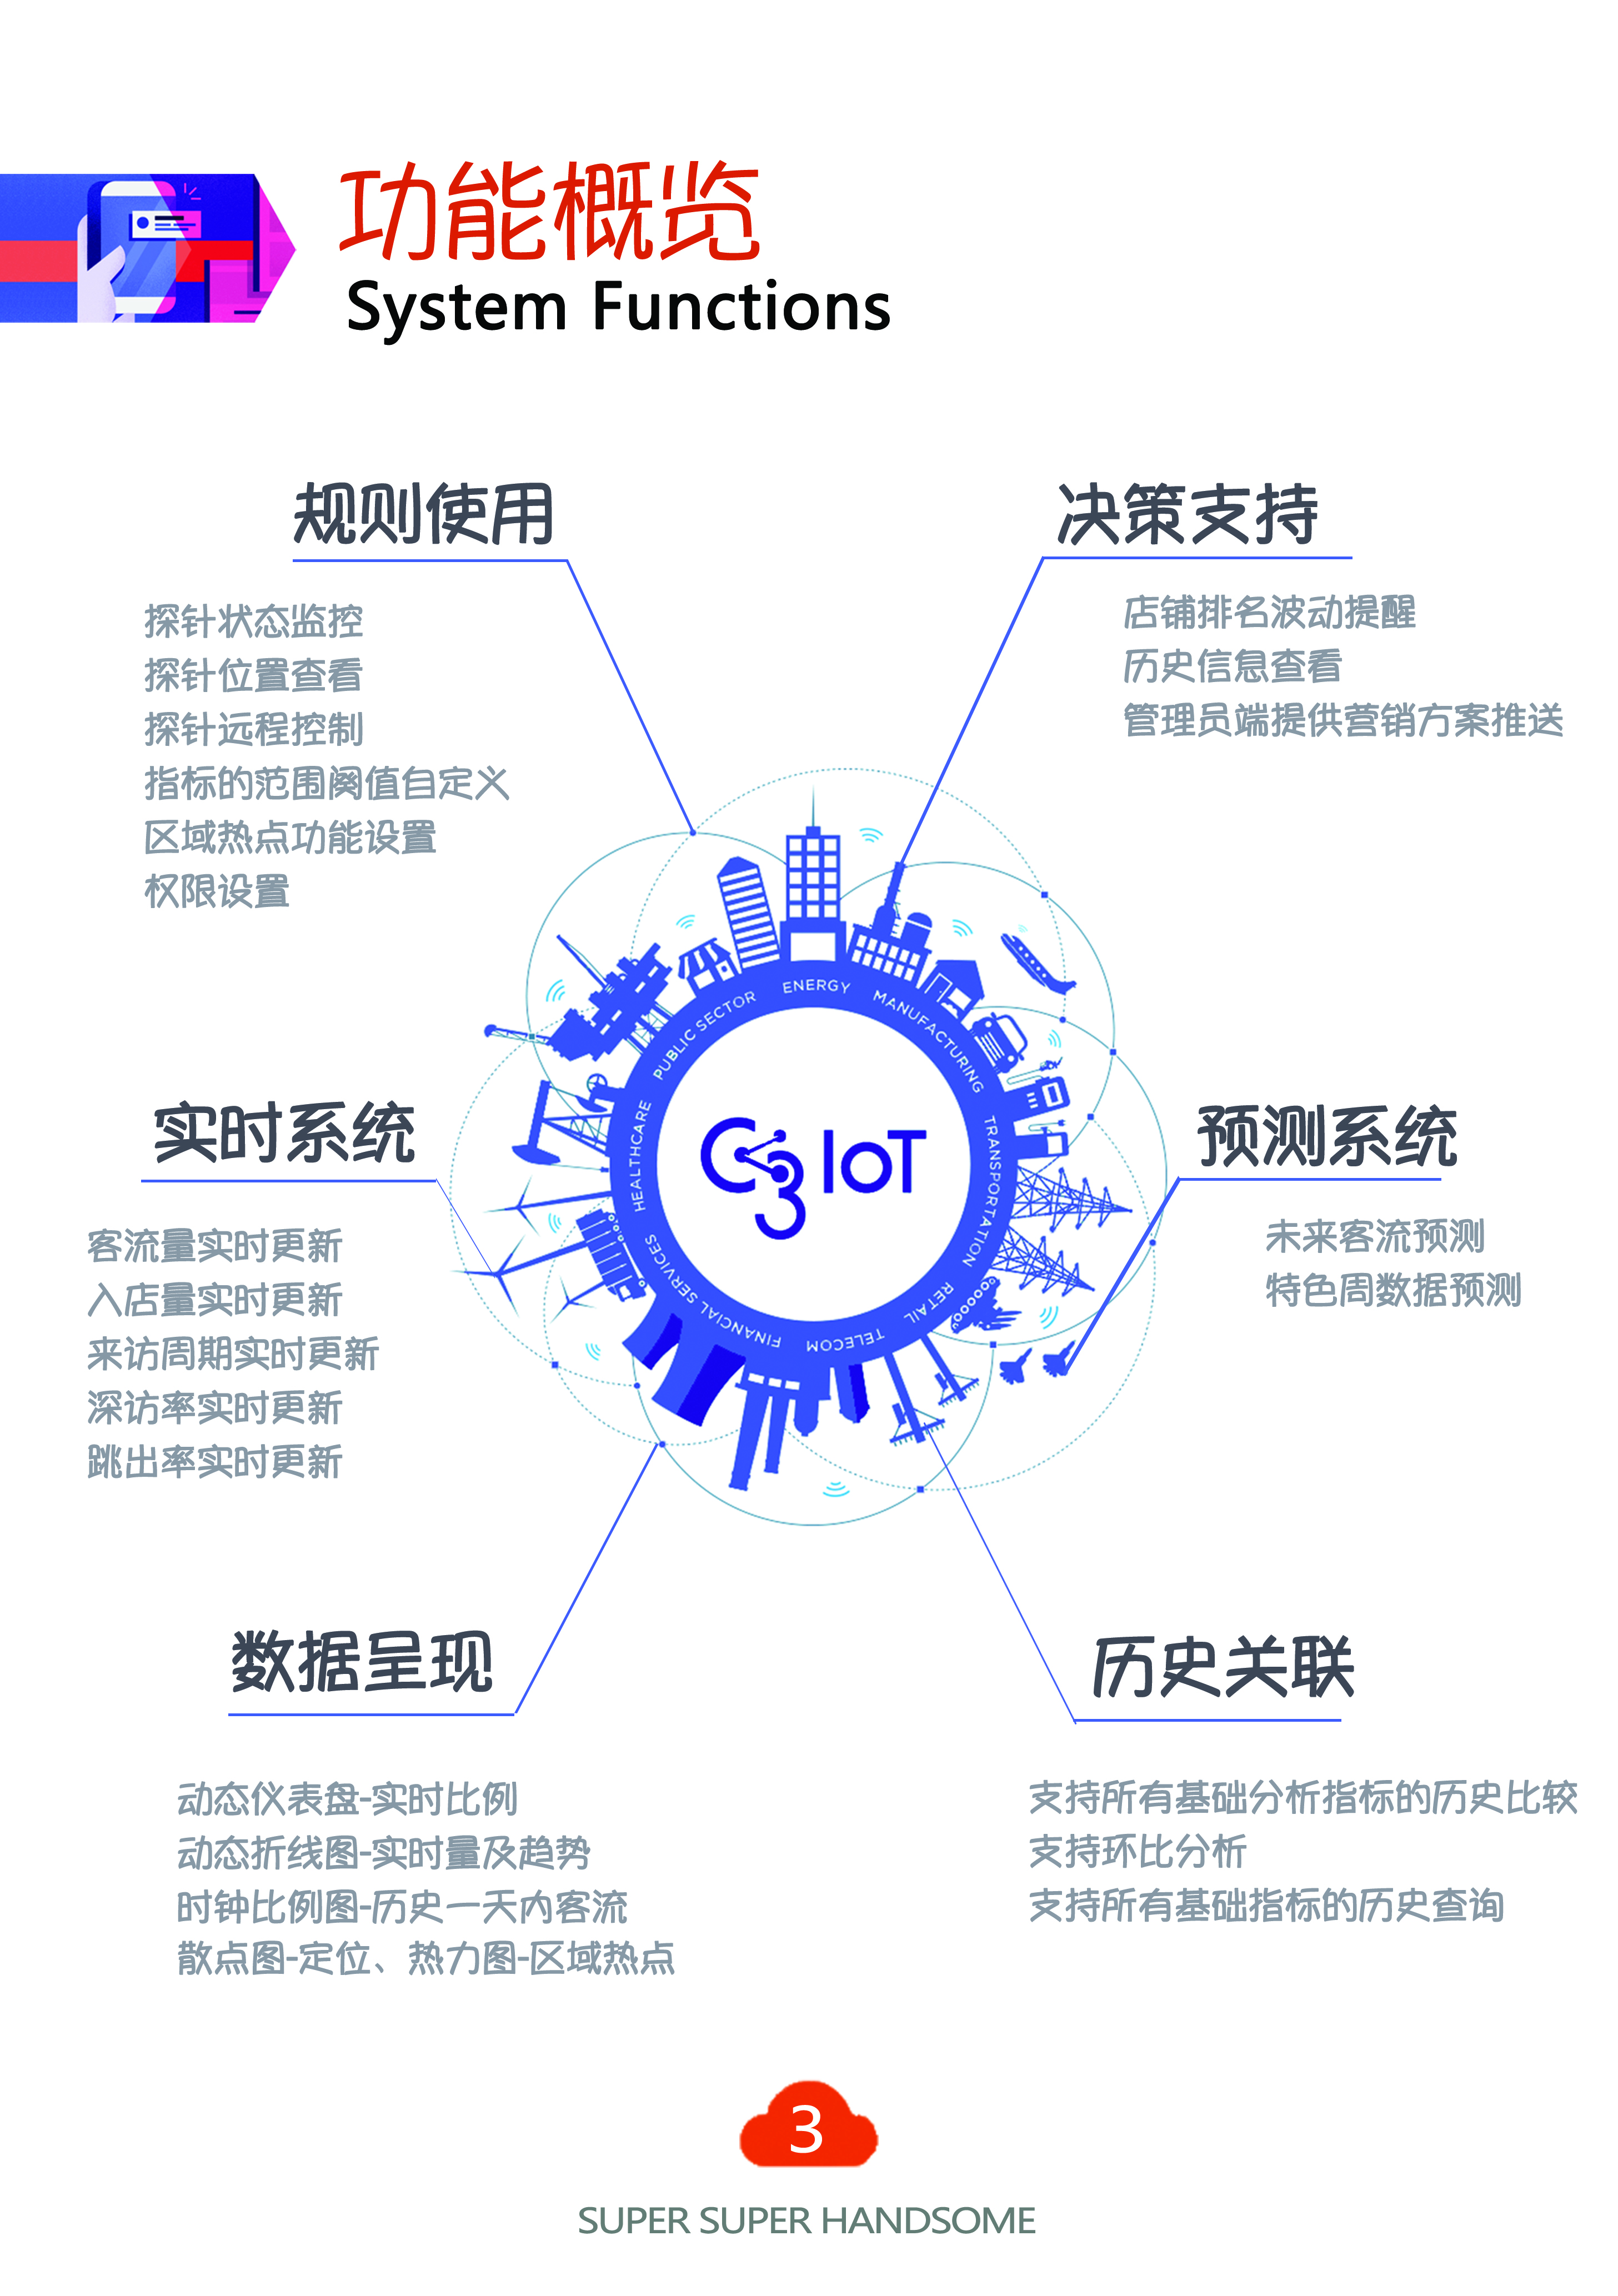 功能概览
System Functions
规则使用
探针状态监控
探针位置查看
探针远程控制
指标的范围阈值自定义
区域热点功能设置
权限设置
决策支持
店铺排名波动提醒
历史信息查看
管理员端提供营销方案推送
PUBLIC SECTOR
ENERGY
MANUFACTURING
TRANSPORTATION
RETAIL
TELECOM
FINANCIAL SERVICES
HEALTHCARE
C3 IoT
实时系统
客流量实时更新
入店量实时更新
来访周期实时更新
深访率实时更新
跳出率实时更新
预测系统
未来客流预测
特色周数据预测
数据呈现
动态仪表盘-实时比例
动态折线图-实时量及趋势
时钟比例图-历史一天内客流
散点图-定位、热力图-区域热点
历史关联
支持所有基础分析指标的历史比较
支持环比分析
支持所有基础指标的历史查询
3
SUPER SUPER HANDSOME